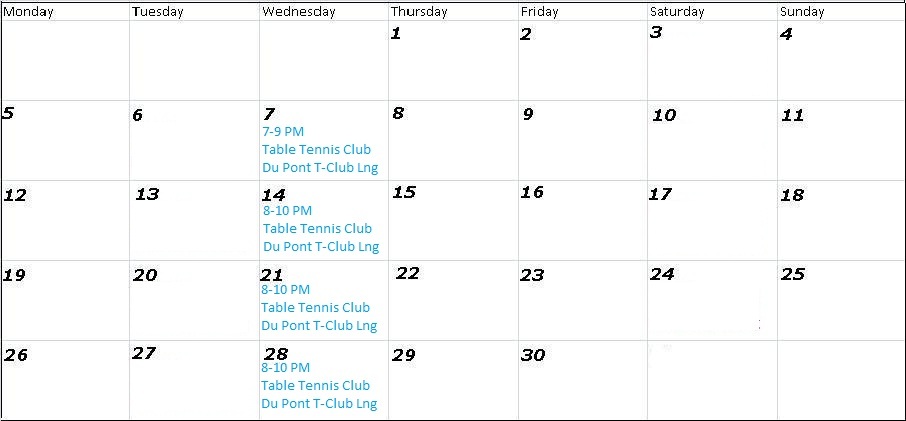 Monday Tuesday Wednesday Thursday Friday Saturday Sunday
1 2 3 4
5 6 7 8 9 10 11
7-9 PM
Table Tennis Club
Du Pont T-Club Lng
12 13 14 15 16 17 18
8-10 PM
Table Tennis Club
Du Pont T-Club Lng
19 20 21 22 23 24 25
8-10 PM
Table Tennis Club
Du Pont T-Club Lng
26 27 28 29 30
8-10 PM
Table Tennis Club
Du Pont T-Club Lng